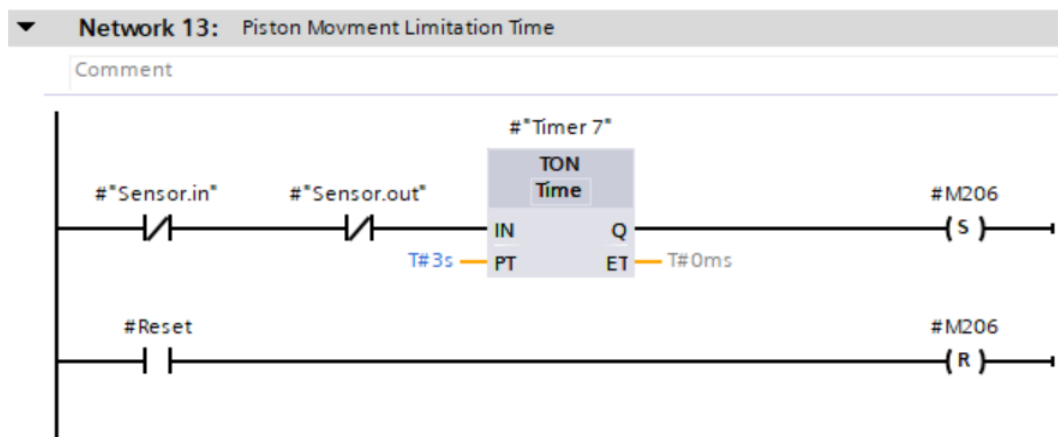 Network 13: Piston Movment Limitation Time
Comment
#"Timer 7"
TON
Time
#"Sensor.in" #"Sensor.out" #M206
IN Q
( S )
T#3s PT ET T#0ms
#Reset #M206
( R )